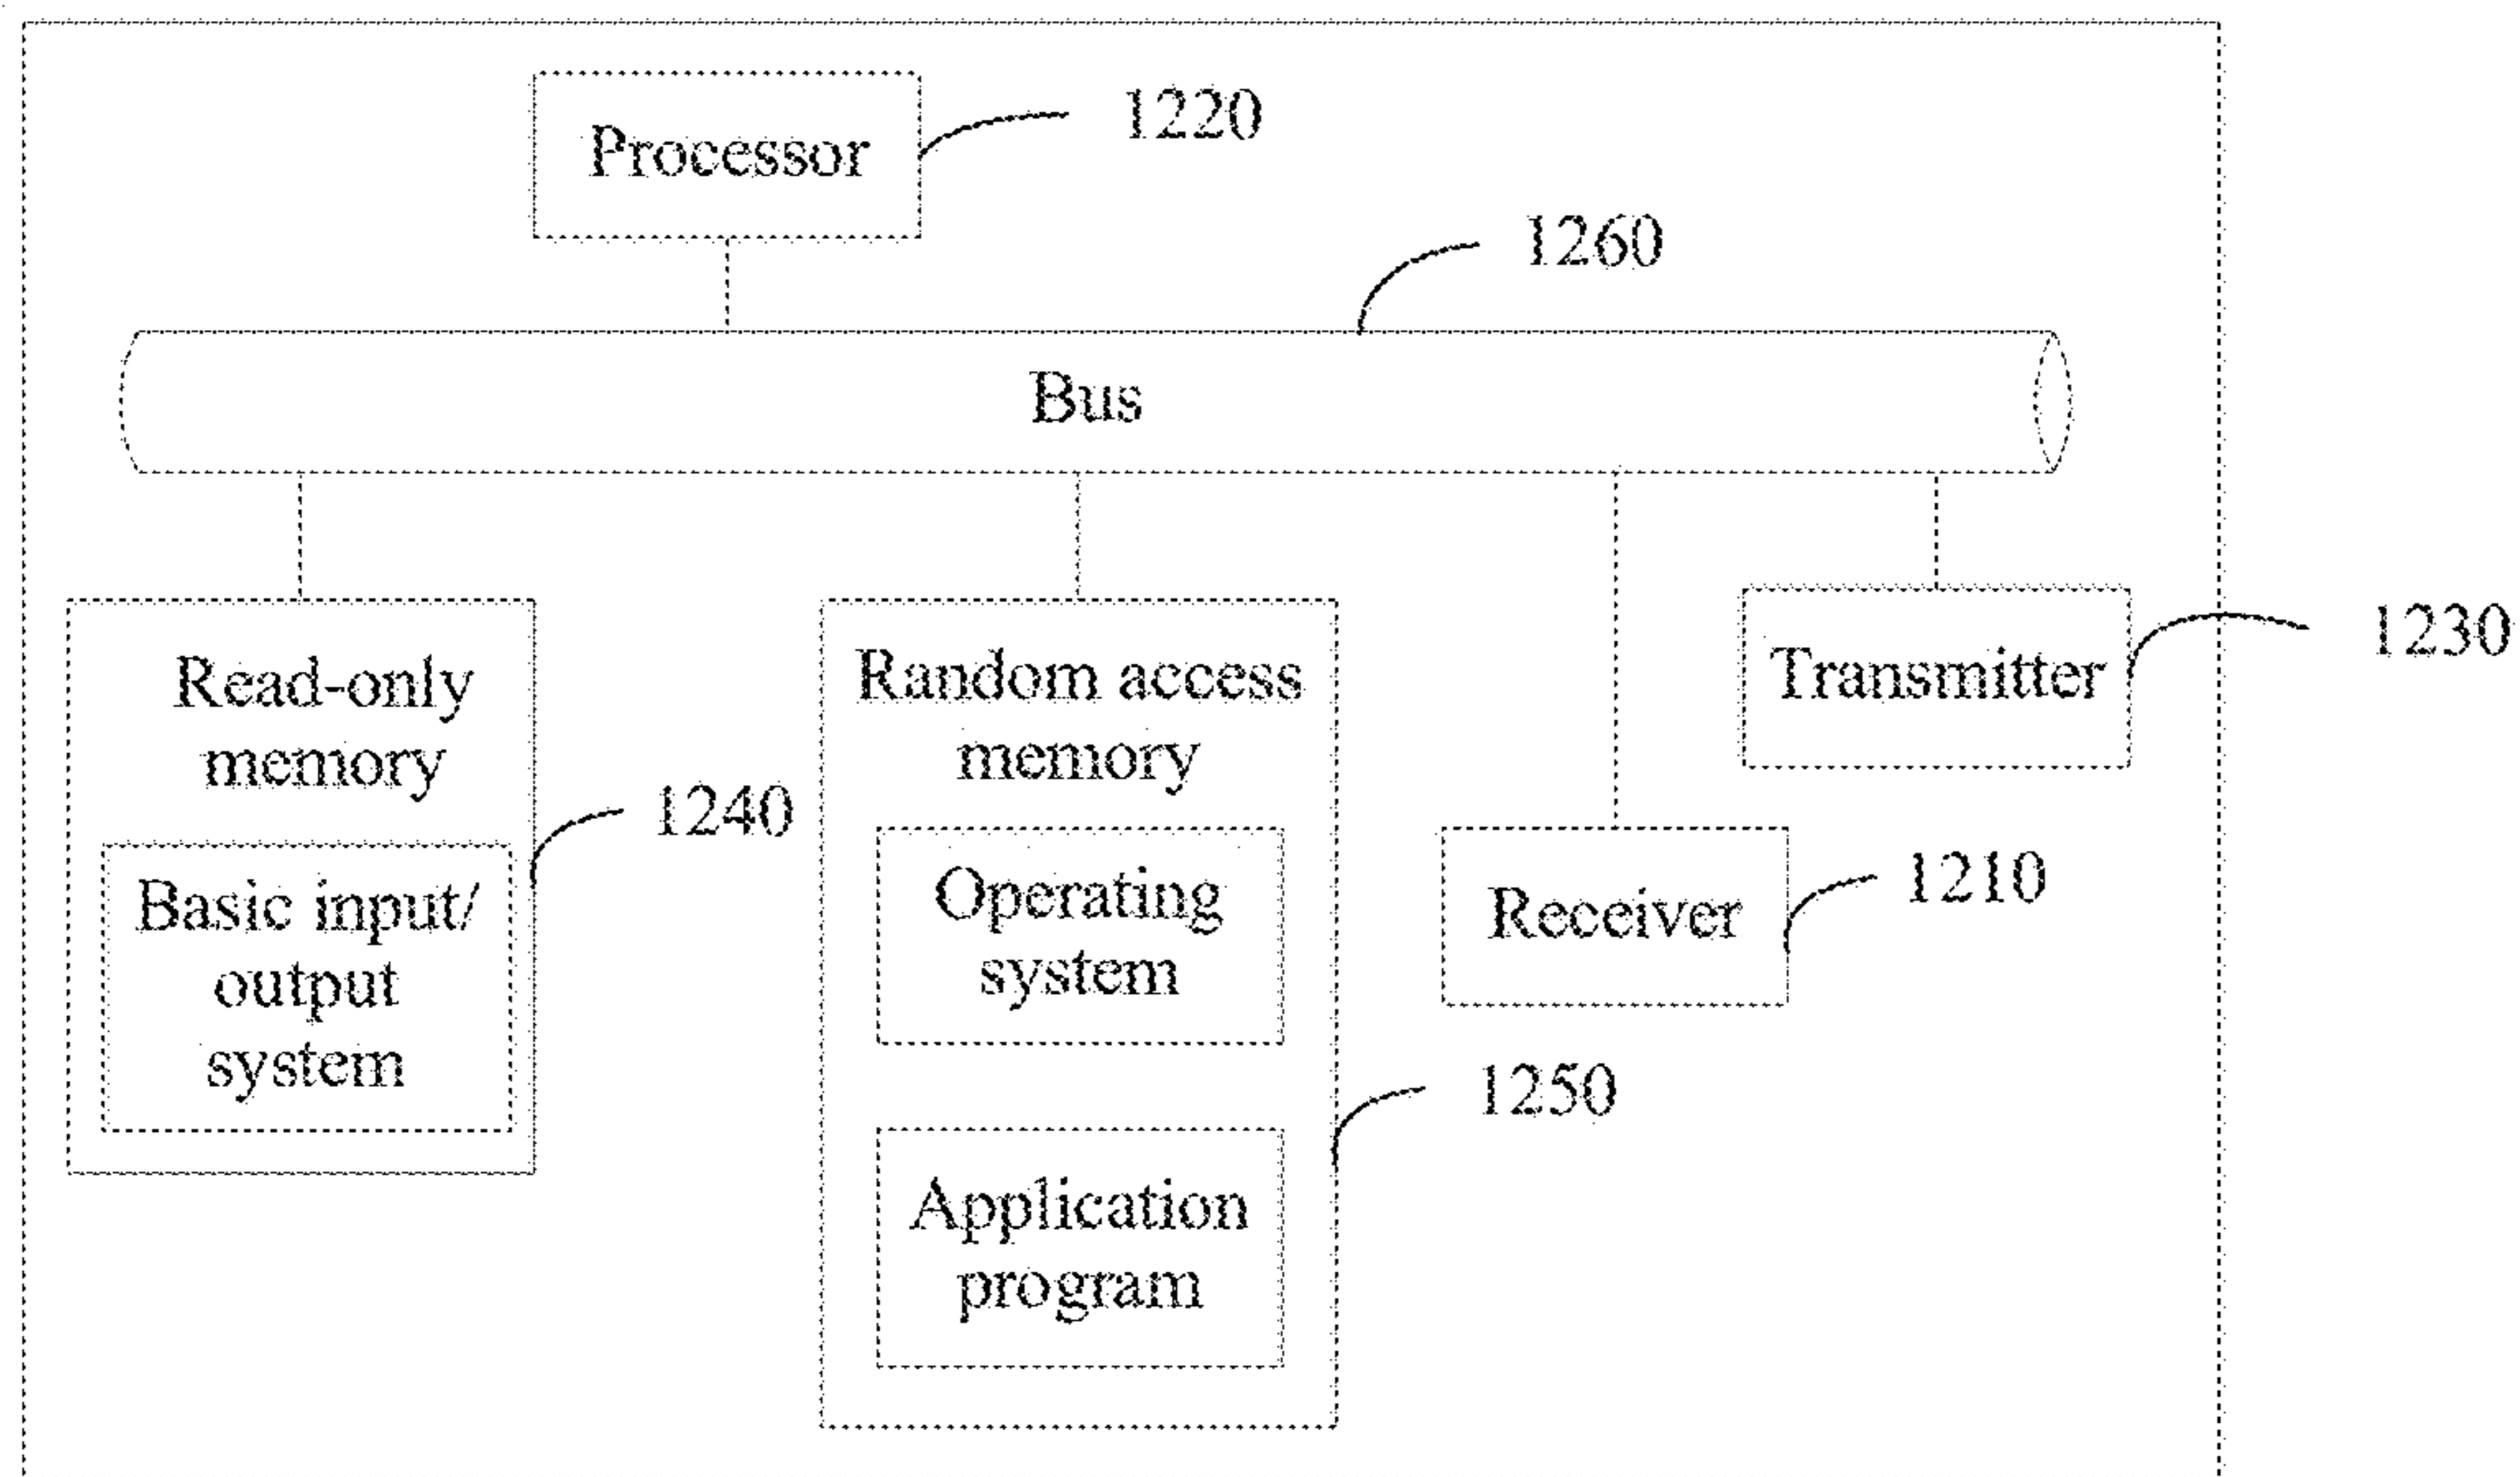 Processor
1220
1260
Bus
Read-only
memory
1240
Basic input/
output
system
Random access
memory
Operating
system
Application
program
1250
Receiver
1210
Transmitter
1230